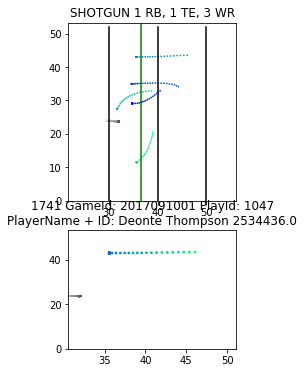 SHOTGUN 1 RB, 1 TE, 3 WR
50
40
30
20
10
0
30 40 50
1741 GameId: 2017091001 PlayId: 1047
PlayerName + ID: Deonte Thompson 2534436.0
40
20
0
35 40 45 50